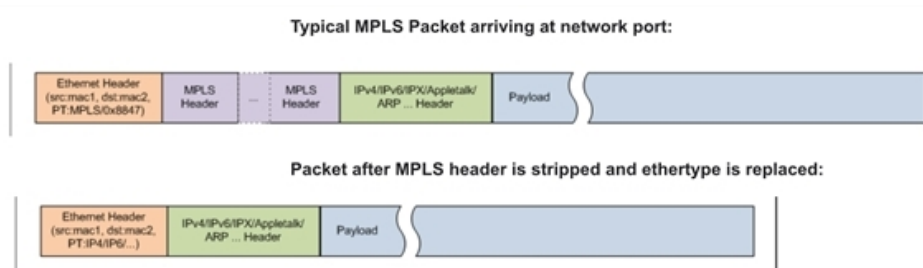 Typical MPLS Packet arriving at network port:
Ethernet Header
(src:mac1, dst:mac2,
PT:MPLS/0x8847)
MPLS
Header
...
MPLS
Header
IPv4/IPv6/IPX/Appletalk/
ARP ... Header
Payload
Packet after MPLS header is stripped and ethertype is replaced:
Ethernet Header
(src:mac1, dst:mac2,
PT:IP4/IP6/...)
IPv4/IPv6/IPX/Appletalk/
ARP ... Header
Payload